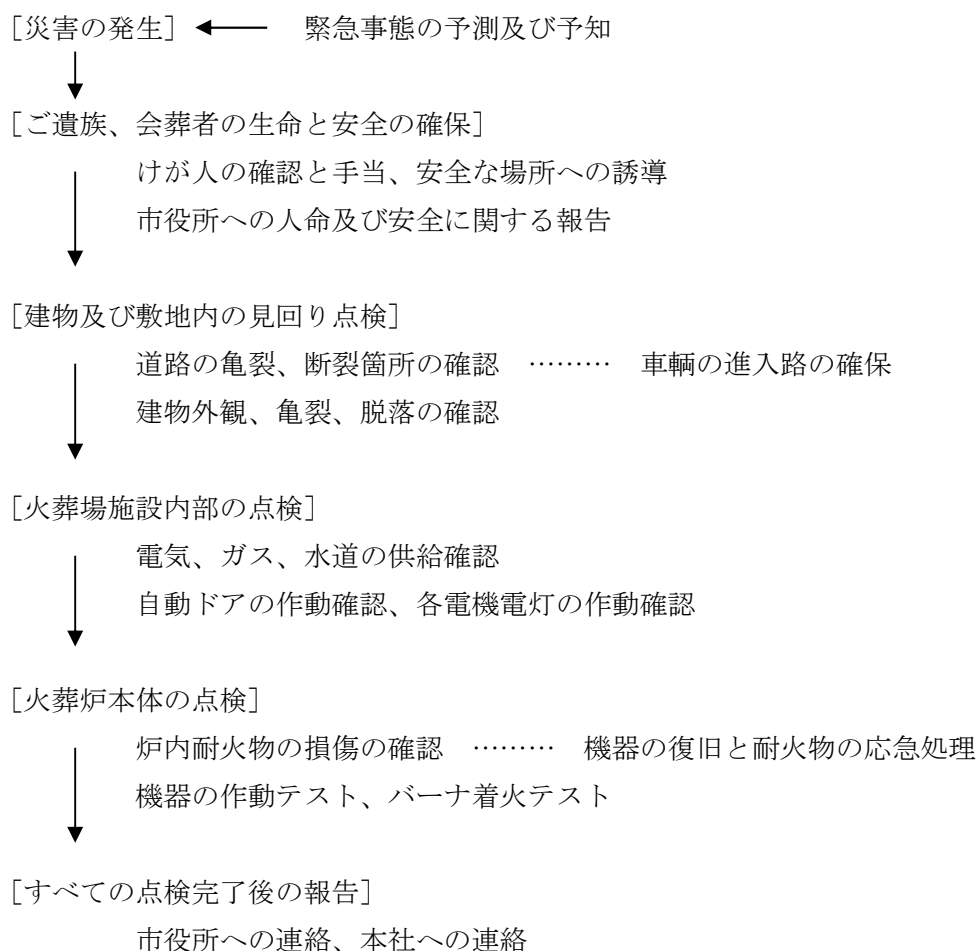 ［災害の発生］ 緊急事態の予測及び予知
［ご遺族、会葬者の生命と安全の確保］
けが人の確認と手当、安全な場所への誘導
市役所への人命及び安全に関する報告
［建物及び敷地内の見回り点検］
道路の亀裂、断裂箇所の確認 ……… 車輌の進入路の確保
建物外観、亀裂、脱落の確認
［火葬場施設内部の点検］
電気、ガス、水道の供給確認
自動ドアの作動確認、各電機電灯の作動確認
［火葬炉本体の点検］
炉内耐火物の損傷の確認 ……… 機器の復旧と耐火物の応急処理
機器の作動テスト、バーナ着火テスト
［すべての点検完了後の報告］
市役所への連絡、本社への連絡